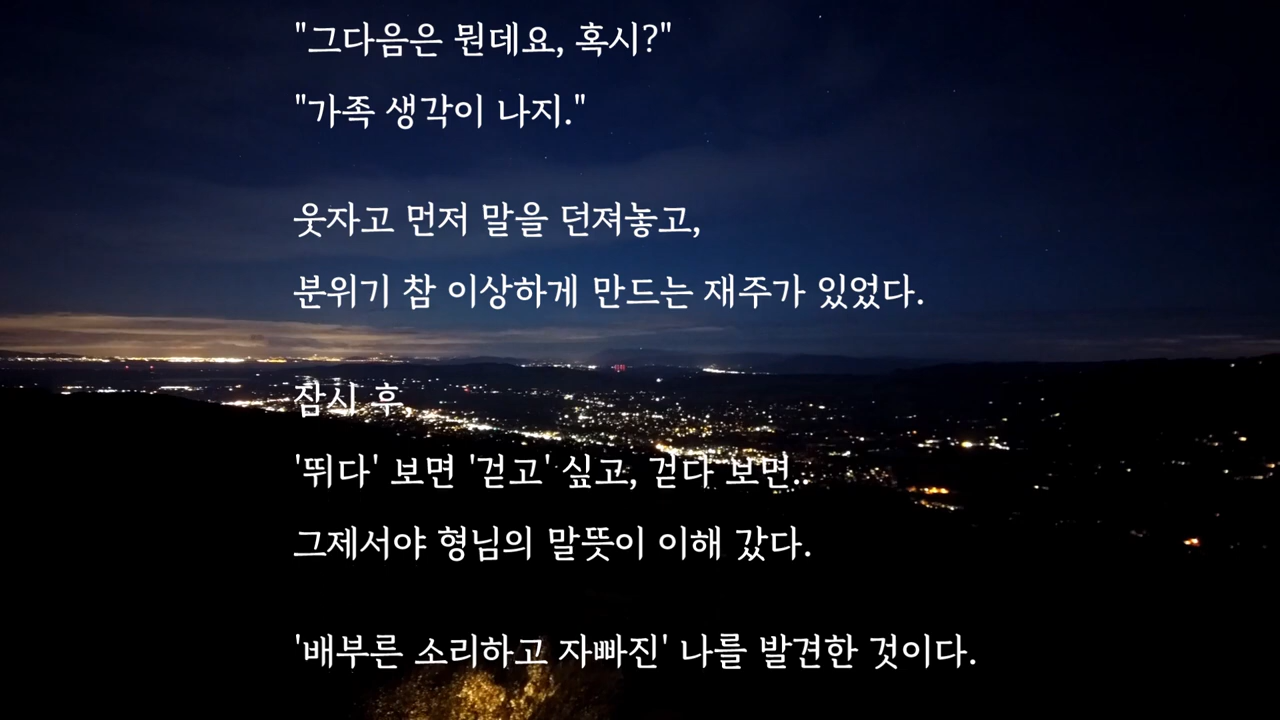 "그다음은 뭔데요, 혹시?"
"가족 생각이 나지."
웃자고 먼저 말을 던져놓고,
분위기 참 이상하게 만드는 재주가 있었다.
잠시 후,
'뛰다' 보면 '걷고' 싶고, 걷다 보면..
그제서야 형님의 말뜻이 이해 갔다.
'배부른 소리하고 자빠진' 나를 발견한 것이다.